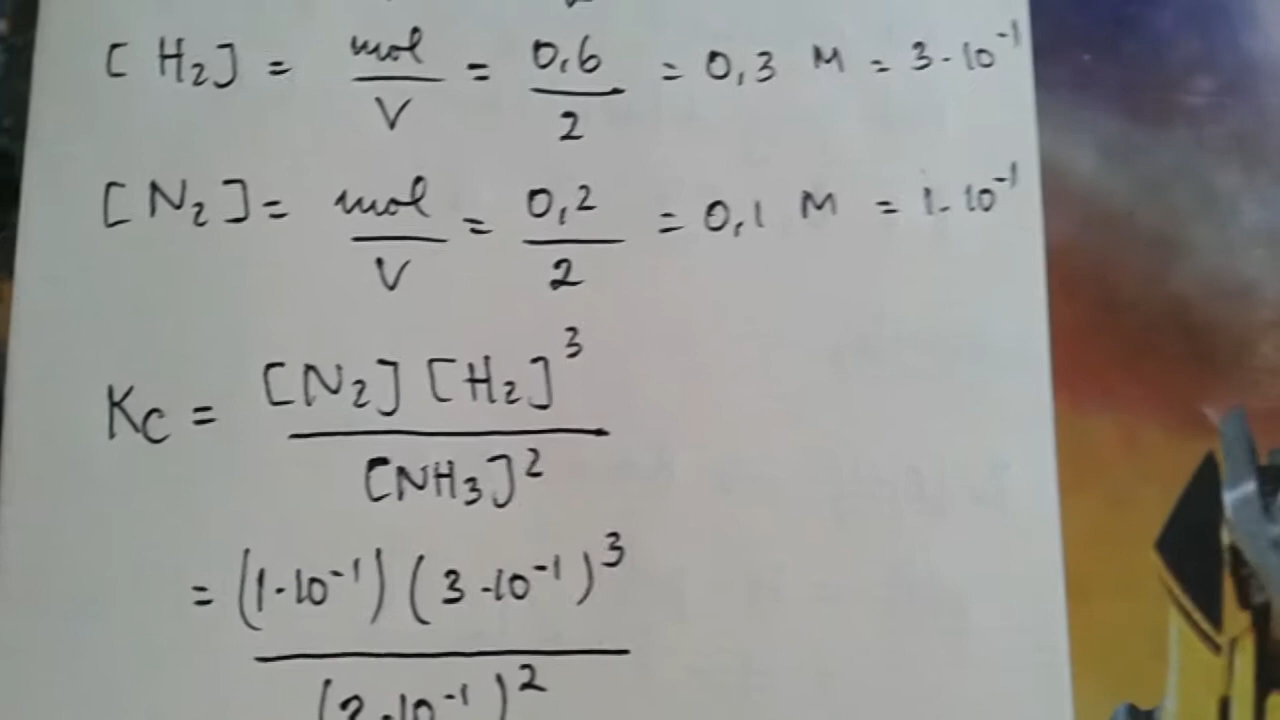 [H₂] = mol/V = 0,6/2 = 0,3 M = 3·10⁻¹
[N₂] = mol/V = 0,2/2 = 0,1 M = 1·10⁻¹
Kc = [N₂] [H₂]³/[NH₃]²
= (1·10⁻¹) (3·10⁻¹)³/(2·10⁻¹)²